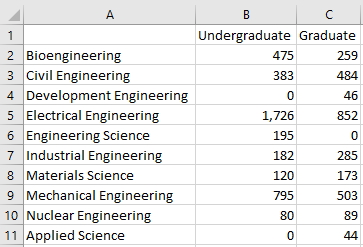 A B C
1 Undergraduate Graduate
2 Bioengineering 475 259
3 Civil Engineering 383 484
4 Development Engineering 0 46
5 Electrical Engineering 1,726 852
6 Engineering Science 195 0
7 Industrial Engineering 182 285
8 Materials Science 120 173
9 Mechanical Engineering 795 503
10 Nuclear Engineering 80 89
11 Applied Science 0 44